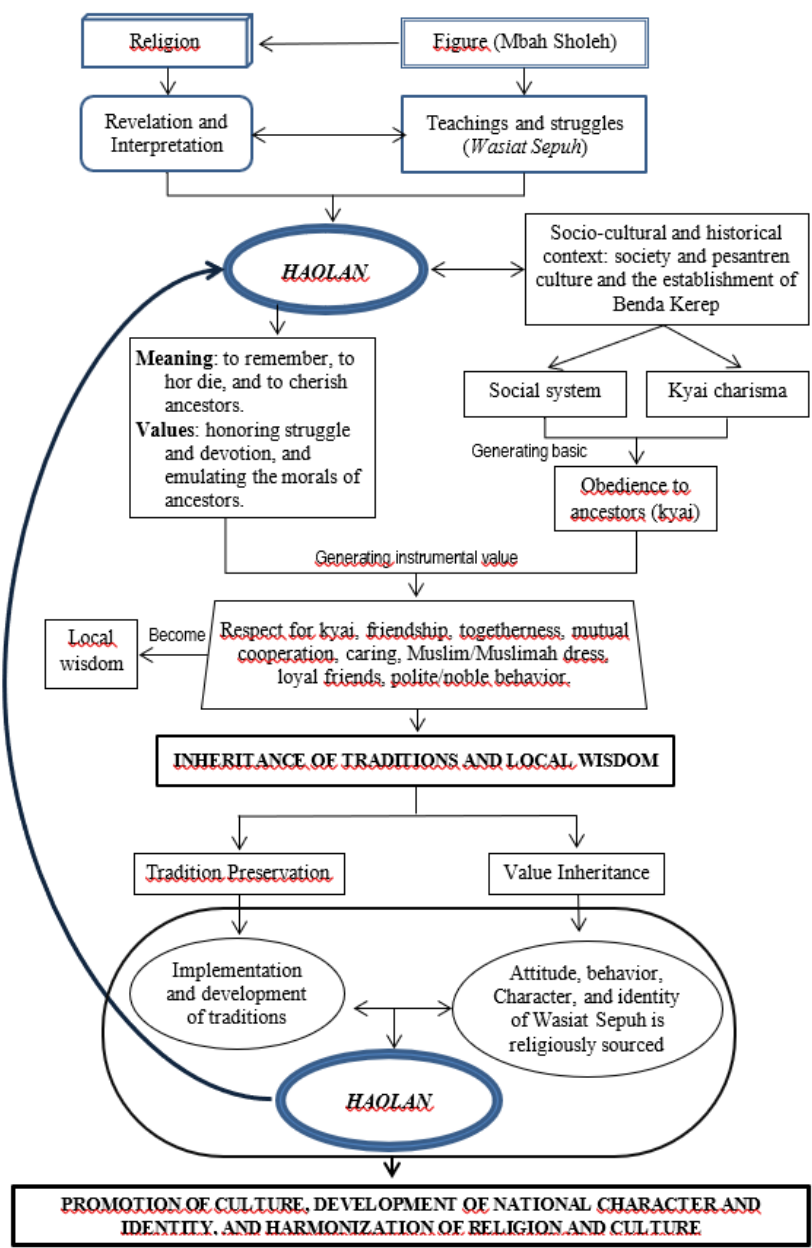 Religion
Figure (Mbah Sholeh)
Revelation and
Interpretation
Teachings and struggles
(Wasiat Sepuh)
HAOLAN
Socio-cultural and historical
context: society and pesantren
culture and the establishment of
Benda Kerep
Meaning: to remember, to
hor die, and to cherish
ancestors.
Values: honoring struggle
and devotion, and
emulating the morals of
ancestors.
Social system
Kyai charisma
Generating basic
Obedience to
ancestors (kyai)
Generating instrumental value
Local
wisdom
Become
Respect for kyai, friendship, togetherness, mutual
cooperation, caring, Muslim/Muslimah dress,
loyal friends, polite/noble behavior.
INHERITANCE OF TRADITIONS AND LOCAL WISDOM
Tradition Preservation
Value Inheritance
Implementation
and development
of traditions
Attitude, behavior,
Character, and identity
of Wasiat Sepuh is
religiously sourced
HAOLAN
PROMOTION OF CULTURE, DEVELOPMENT OF NATIONAL CHARACTER AND
IDENTITY, AND HARMONIZATION OF RELIGION AND CULTURE